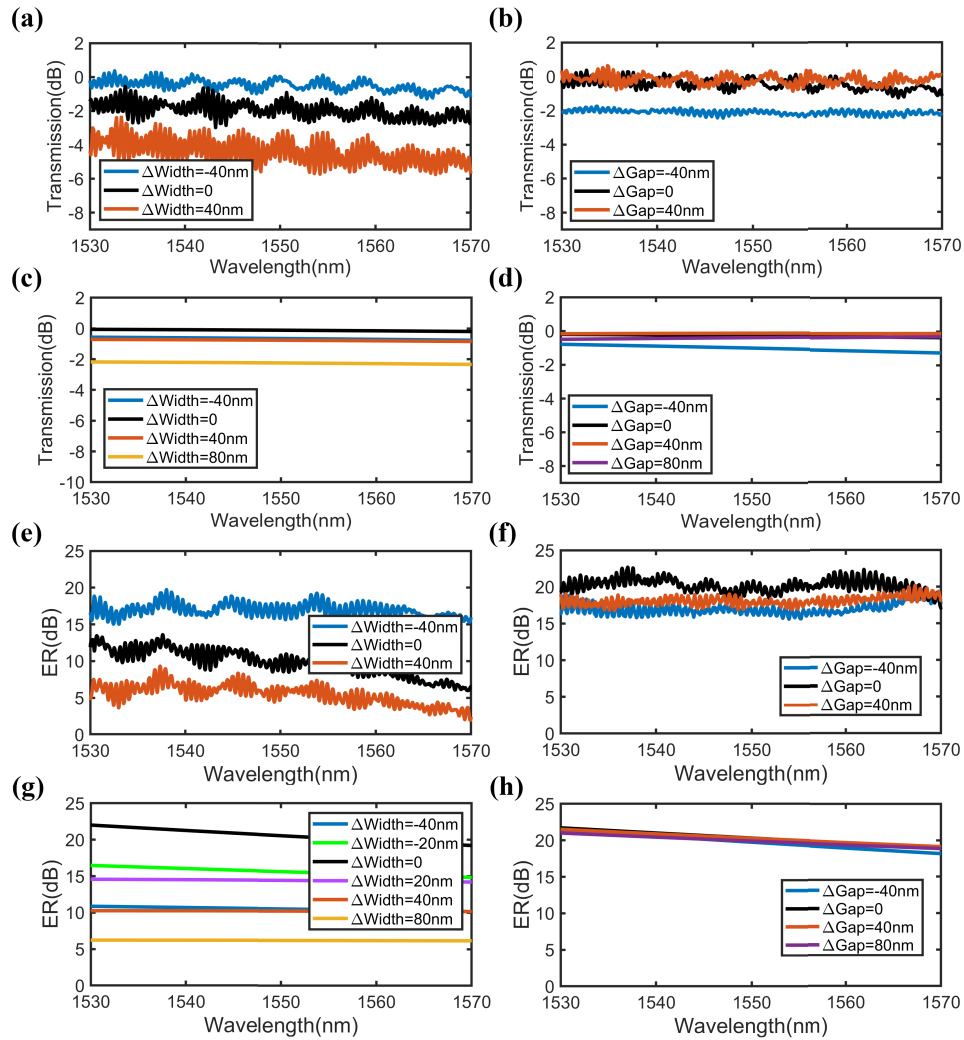 (a)
Transmission(dB)
2
0
-2
-4
-6
-8
ΔWidth=-40nm
ΔWidth=0
ΔWidth=40nm
1530 1540 1550 1560 1570
Wavelength(nm)
(b)
Transmission(dB)
2
0
-2
-4
-6
-8
ΔGap=-40nm
ΔGap=0
ΔGap=40nm
1530 1540 1550 1560 1570
Wavelength(nm)
(c)
Transmission(dB)
2
0
-2
-4
-6
-8
-10
ΔWidth=-40nm
ΔWidth=0
ΔWidth=40nm
ΔWidth=80nm
1530 1540 1550 1560 1570
Wavelength(nm)
(d)
Transmission(dB)
2
0
-2
-4
-6
-8
ΔGap=-40nm
ΔGap=0
ΔGap=40nm
ΔGap=80nm
1530 1540 1550 1560 1570
Wavelength(nm)
(e)
ER(dB)
25
20
15
10
5
0
ΔWidth=-40nm
ΔWidth=0
ΔWidth=40nm
1530 1540 1550 1560 1570
Wavelength(nm)
(f)
ER(dB)
25
20
15
10
5
0
ΔGap=-40nm
ΔGap=0
ΔGap=40nm
1530 1540 1550 1560 1570
Wavelength(nm)
(g)
ER(dB)
25
20
15
10
5
0
ΔWidth=-40nm
ΔWidth=-20nm
ΔWidth=0
ΔWidth=20nm
ΔWidth=40nm
ΔWidth=80nm
1530 1540 1550 1560 1570
Wavelength(nm)
(h)
ER(dB)
25
20
15
10
5
0
ΔGap=-40nm
ΔGap=0
ΔGap=40nm
ΔGap=80nm
1530 1540 1550 1560 1570
Wavelength(nm)